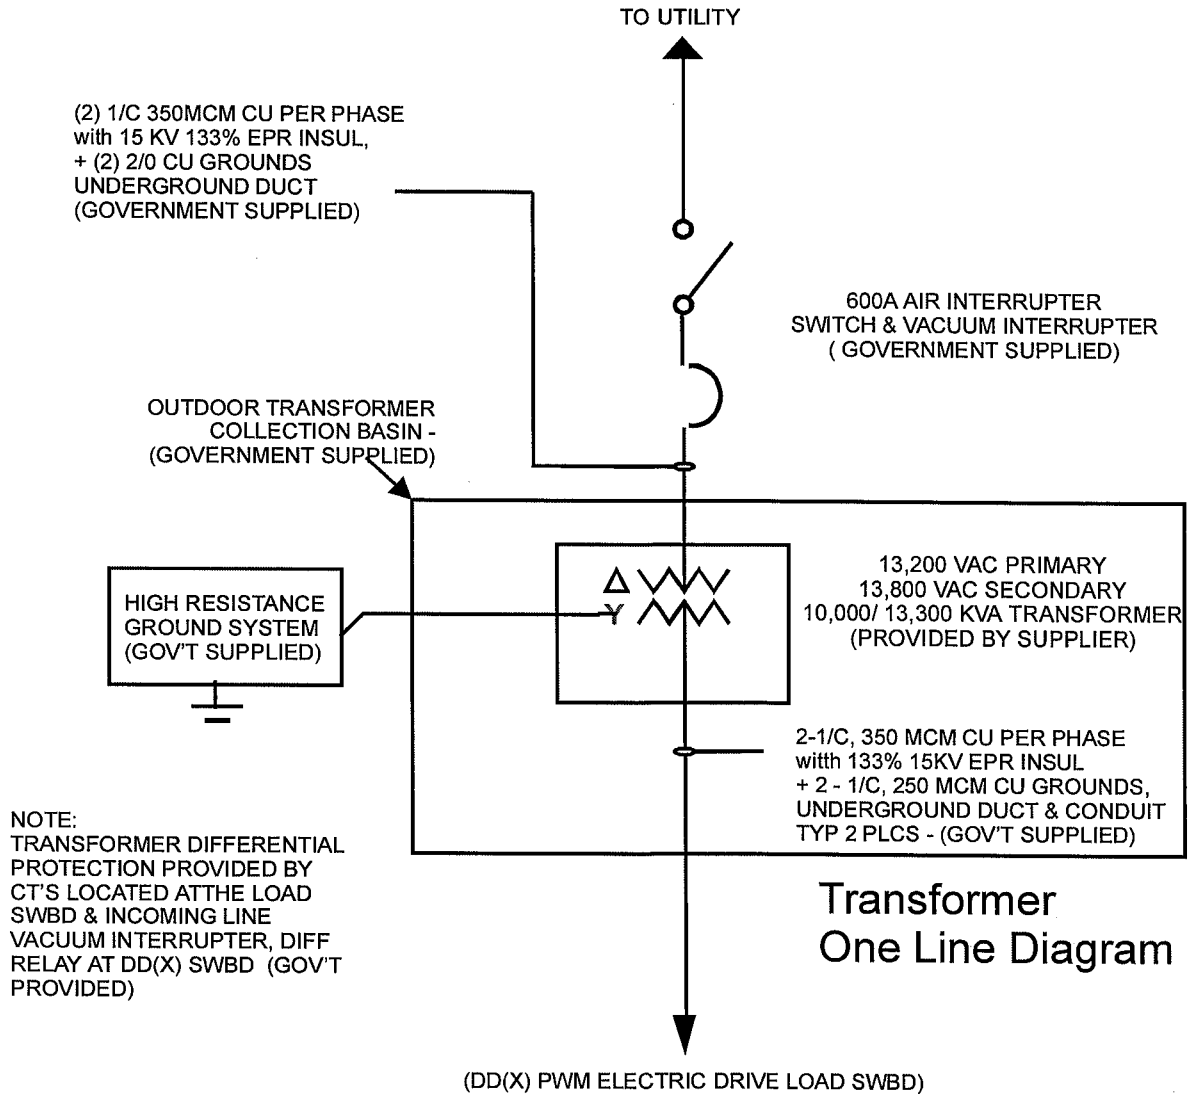 TO UTILITY
(2) 1/C 350MCM CU PER PHASE
with 15 KV 133% EPR INSUL,
+ (2) 2/0 CU GROUNDS
UNDERGROUND DUCT
(GOVERNMENT SUPPLIED)
600A AIR INTERRUPTER
SWITCH & VACUUM INTERRUPTER
( GOVERNMENT SUPPLIED)
OUTDOOR TRANSFORMER
COLLECTION BASIN -
(GOVERNMENT SUPPLIED)
HIGH RESISTANCE
GROUND SYSTEM
(GOV'T SUPPLIED)
Δ
Y
13,200 VAC PRIMARY
13,800 VAC SECONDARY
10,000/ 13,300 KVA TRANSFORMER
(PROVIDED BY SUPPLIER)
2-1/C, 350 MCM CU PER PHASE
witth 133% 15KV EPR INSUL
+ 2 - 1/C, 250 MCM CU GROUNDS,
UNDERGROUND DUCT & CONDUIT
TYP 2 PLCS - (GOV'T SUPPLIED)
NOTE:
TRANSFORMER DIFFERENTIAL
PROTECTION PROVIDED BY
CT'S LOCATED ATTHE LOAD
SWBD & INCOMING LINE
VACUUM INTERRUPTER, DIFF
RELAY AT DD(X) SWBD (GOV'T
PROVIDED)
Transformer
One Line Diagram
(DD(X) PWM ELECTRIC DRIVE LOAD SWBD)